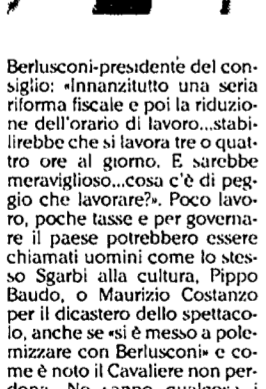 Berlusconi-presidente del con-
siglio: «Innanzitutto una seria
riforma fiscale e poi la riduzio-
ne dell'orario di lavoro...stabi-
lirebbe che si lavora tre o quat-
tro ore al giorno. E sarebbe
meraviglioso...cosa c'è di peg-
gio che lavorare?». Poco lavo-
ro, poche tasse e per governa-
re il paese potrebbero essere
chiamati uomini come lo stes-
so Sgarbi alla cultura, Pippo
Baudo, o Maurizio Costanzo
per il dicastero dello spettaco-
lo, anche se «si è messo a pole-
mizzare con Berlusconi» e co-
me è noto il Cavaliere non per-